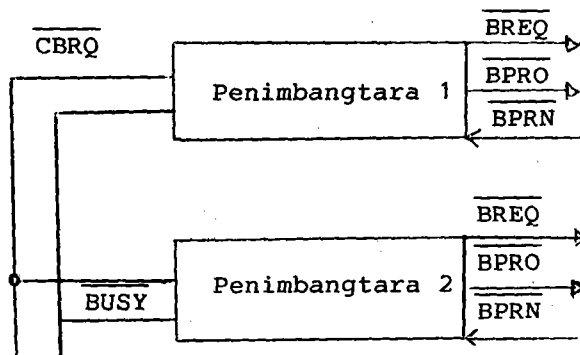 CBRQ
BREQ
Penimbangtara 1
BPRO
BPRN
BREQ
BPRO
Penimbangtara 2
BUSY
BPRN